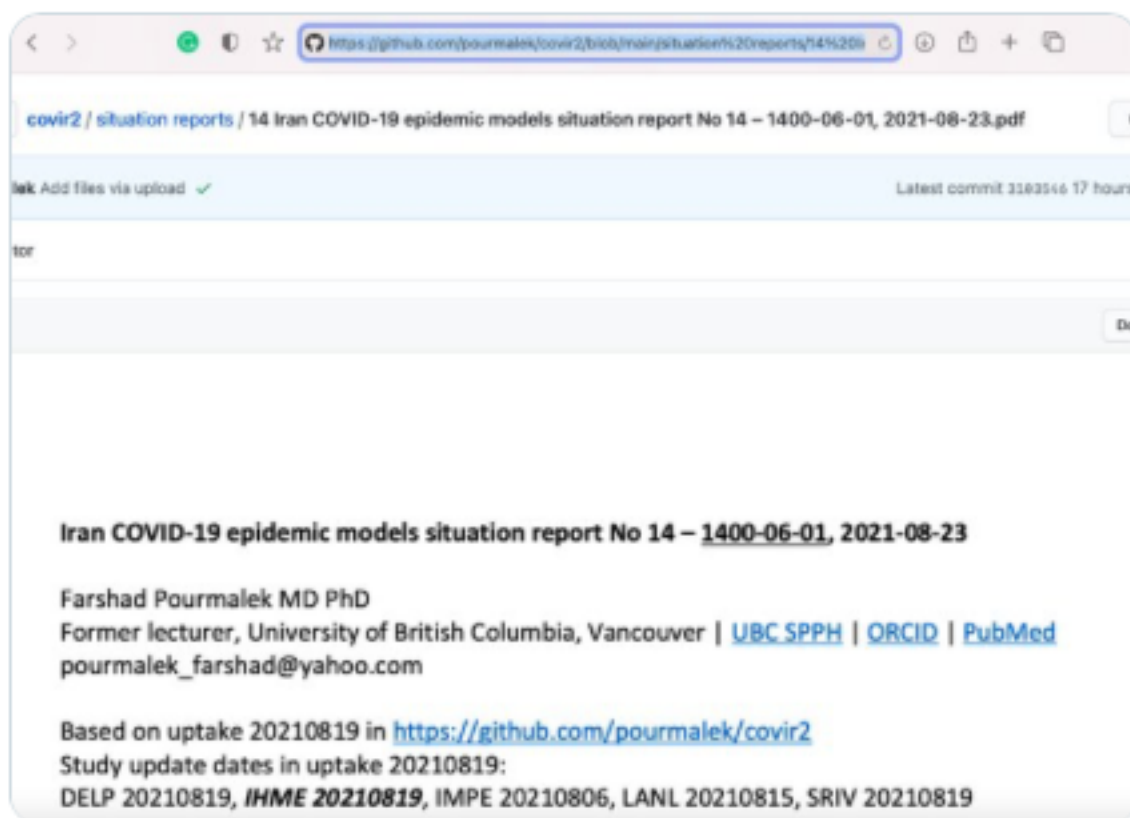 https://github.com/pourmalek/covir2/blob/main/situation%20reports/14%20Ir
covir2 / situation reports / 14 Iran COVID-19 epidemic models situation report No 14 – 1400-06-01, 2021-08-23.pdf
lek Add files via upload ✓
Latest commit 3183546 17 hours
tor
Do
Iran COVID-19 epidemic models situation report No 14 – 1400-06-01, 2021-08-23
Farshad Pourmalek MD PhD
Former lecturer, University of British Columbia, Vancouver | UBC SPPH | ORCID | PubMed
pourmalek_farshad@yahoo.com
Based on uptake 20210819 in https://github.com/pourmalek/covir2
Study update dates in uptake 20210819:
DELP 20210819, IHME 20210819, IMPE 20210806, LANL 20210815, SRIV 20210819